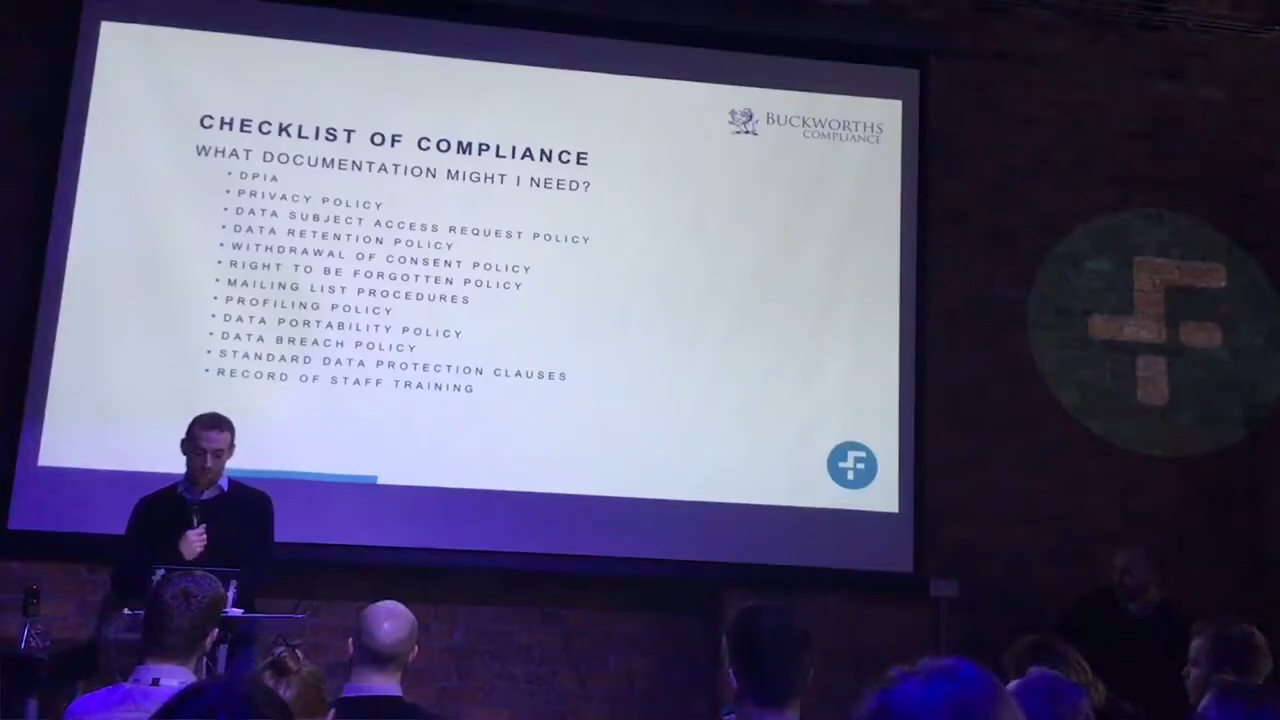 CHECKLIST OF COMPLIANCE
WHAT DOCUMENTATION MIGHT I NEED?
• DPIA
• PRIVACY POLICY
• DATA SUBJECT ACCESS REQUEST POLICY
• DATA RETENTION POLICY
• WITHDRAWAL OF CONSENT POLICY
• RIGHT TO BE FORGOTTEN POLICY
• MAILING LIST PROCEDURES
• PROFILING POLICY
• DATA PORTABILITY POLICY
• DATA BREACH POLICY
• STANDARD DATA PROTECTION CLAUSES
• RECORD OF STAFF TRAINING
BUCKWORTHS
COMPLIANCE